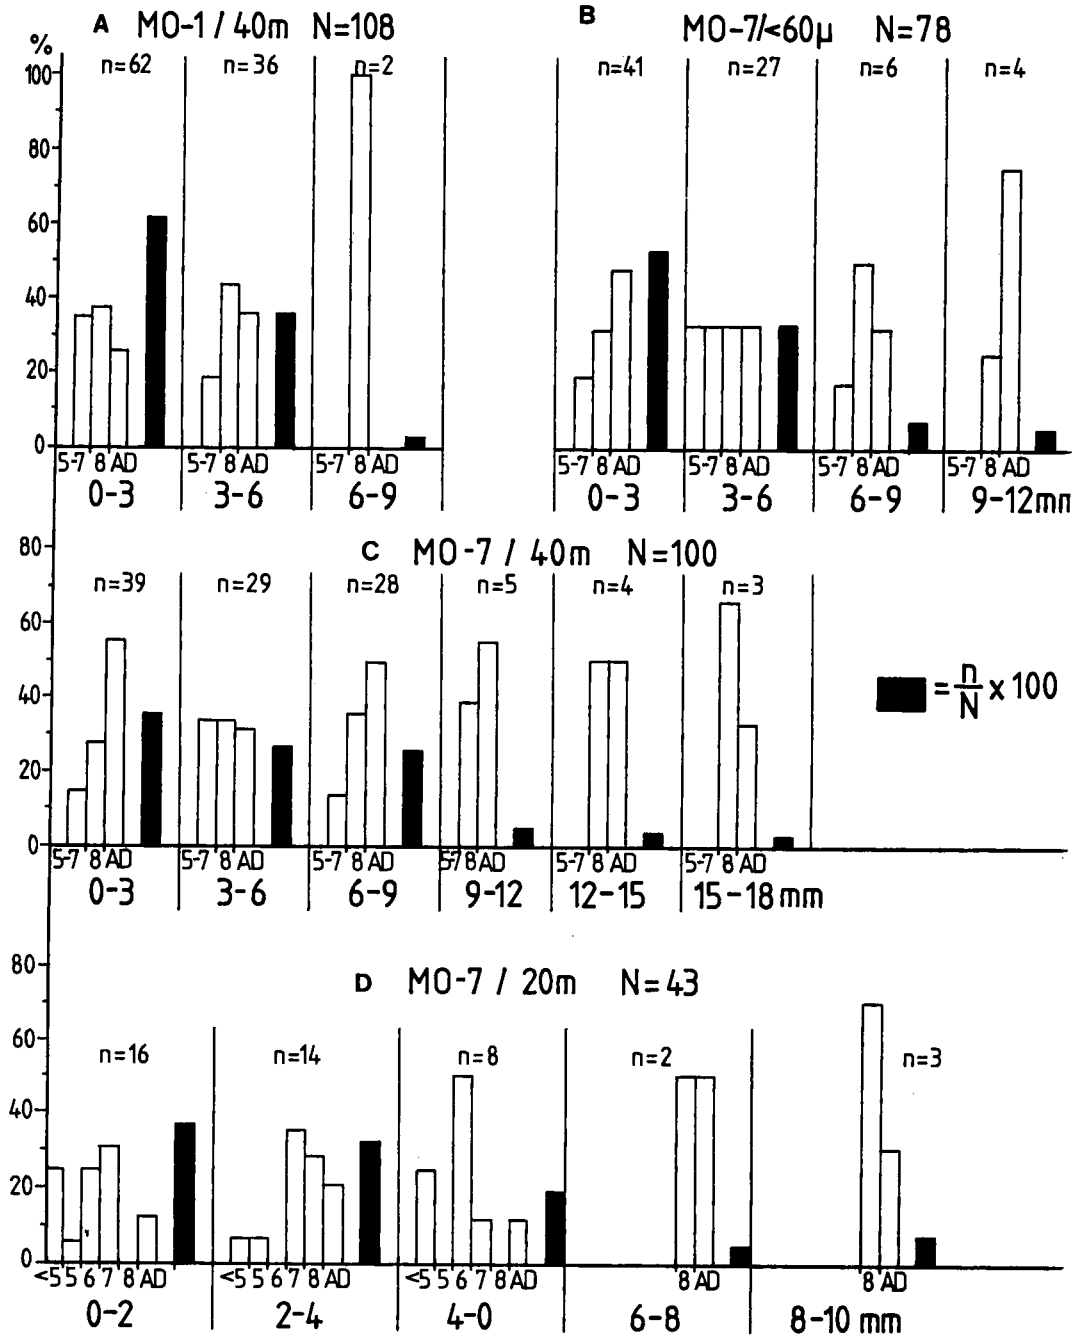 A MO-1 / 40m N=108
B MO-7/<60µ N=78
%
n=62 n=36 n=2
n=41 n=27 n=6 n=4
100
80
60
40
20
0
5-7 8 AD 5-7 8 AD 5-7 8 AD
0-3 3-6 6-9
5-7 8 AD 5-7 8 AD 5-7 8 AD 5-7 8 AD
0-3 3-6 6-9 9-12mm
C MO-7 / 40m N=100
n=39 n=29 n=28 n=5 n=4 n=3
80
60
40
20
0
= n/N x 100
5-7 8 AD 5-7 8 AD 5-7 8 AD 5-7 8 AD 5-7 8 AD 5-7 8 AD
0-3 3-6 6-9 9-12 12-15 15-18 mm
D MO-7 / 20m N=43
n=16 n=14 n=8 n=2 n=3
80
60
40
20
0
<5 5 6 7 8 AD <5 5 6 7 8 AD <5 5 6 7 8 AD 8 AD 8 AD
0-2 2-4 4-0 6-8 8-10 mm